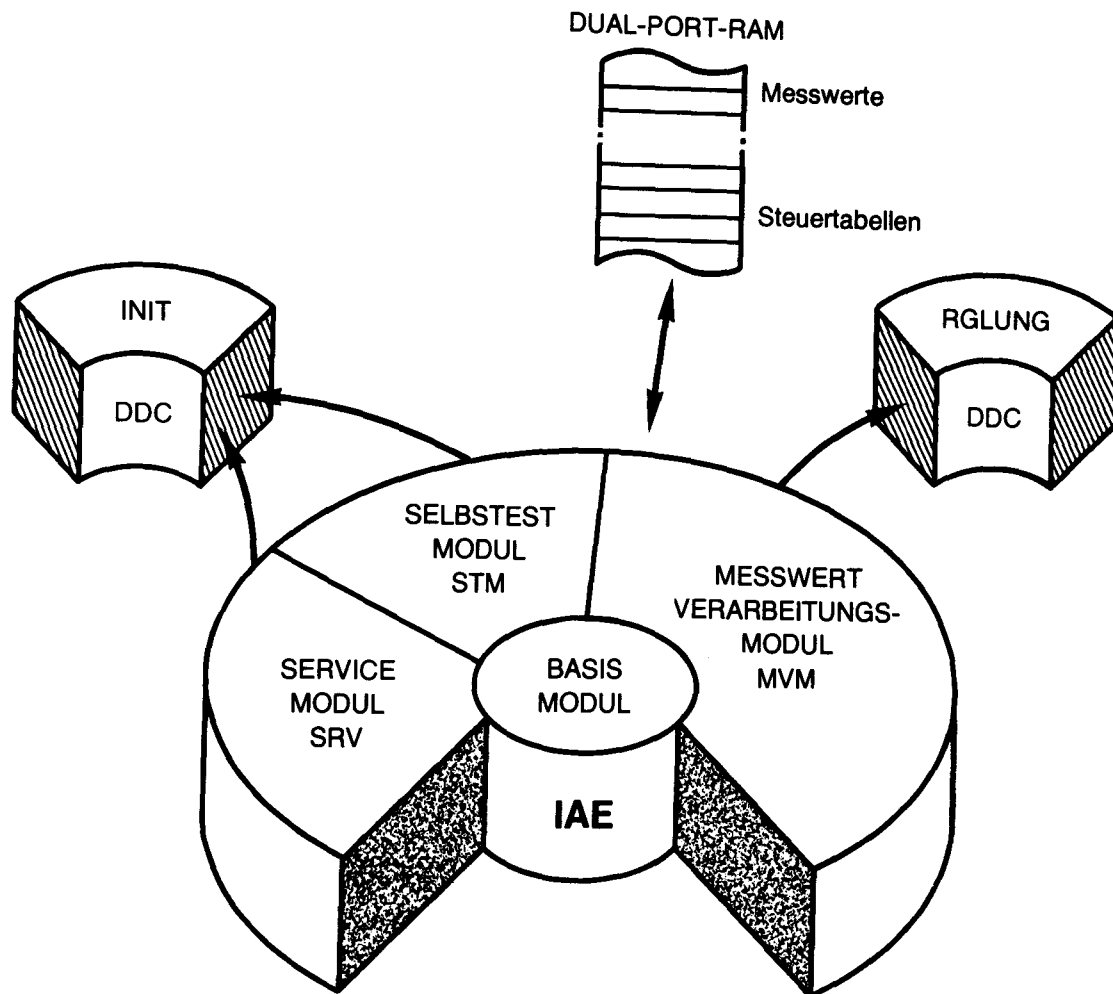 DUAL-PORT-RAM
Messwerte
Steuertabellen
INIT
DDC
RGLUNG
DDC
SELBSTEST
MODUL
STM
MESSWERT
VERARBEITUNGS-
MODUL
MVM
SERVICE
MODUL
SRV
BASIS
MODUL
IAE